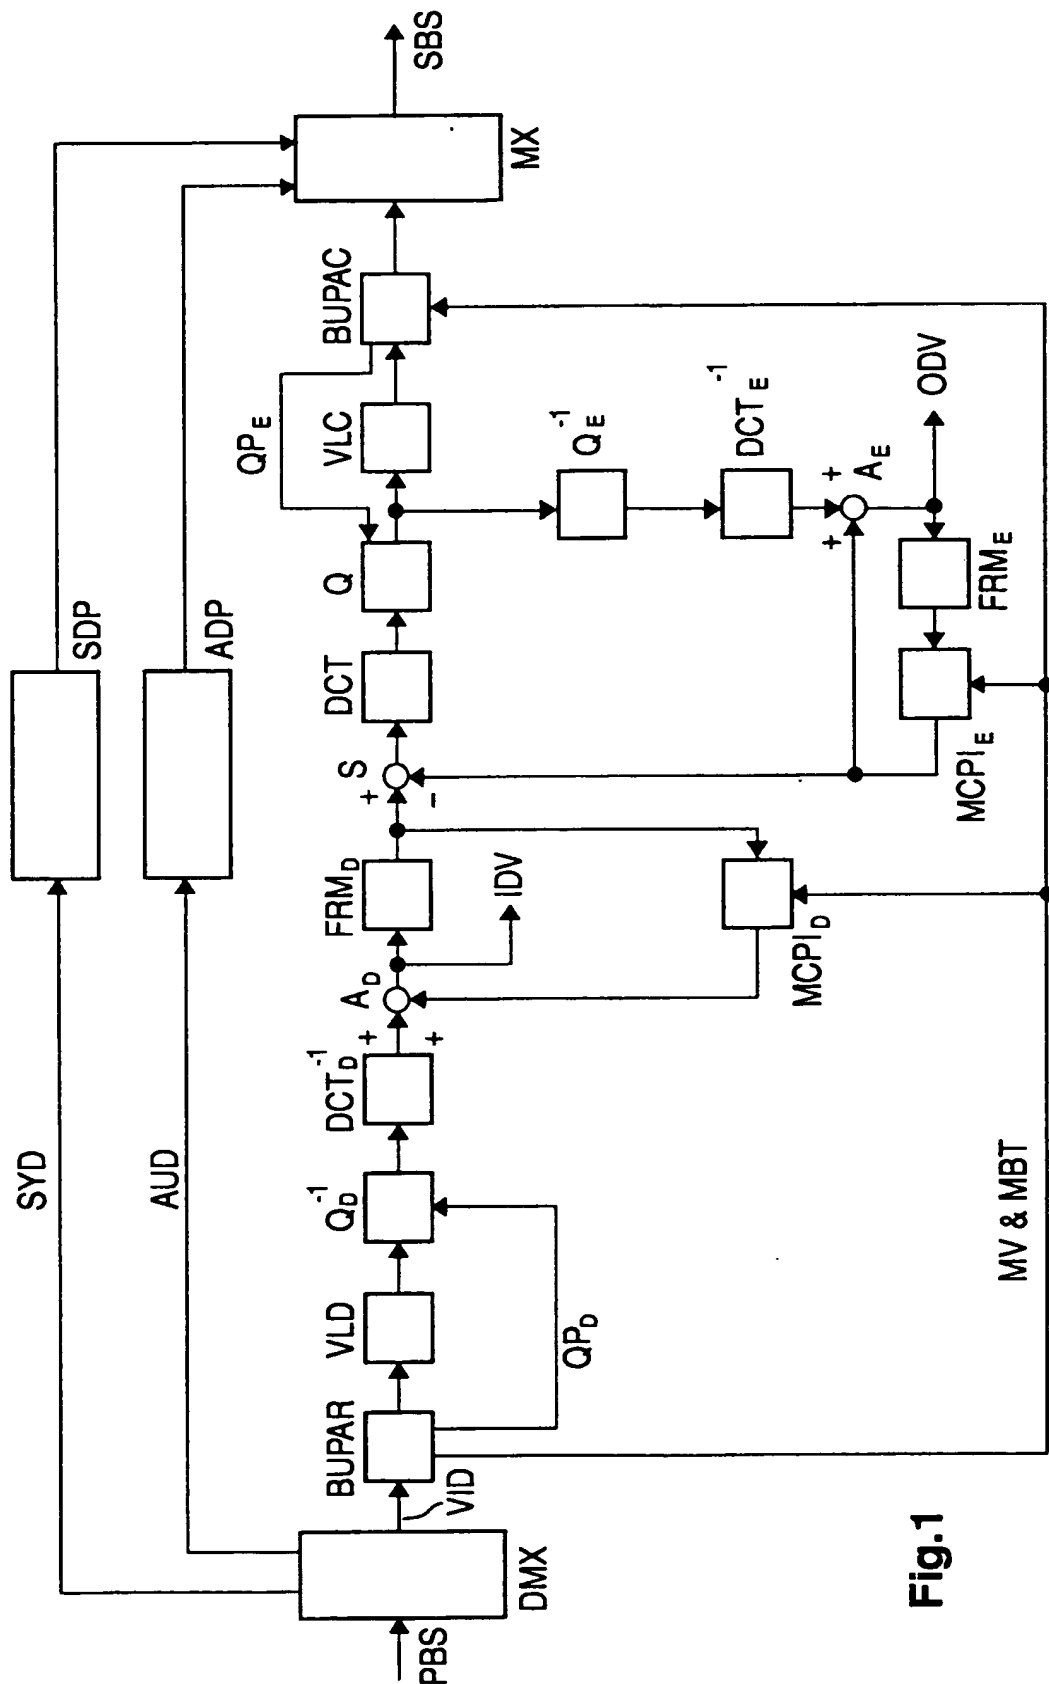 SYD
SDP
AUD
ADP
PBS
DMX
VID
BUPAR
VLD
Q_D^-1
DCT_D^-1
A_D
FRM_D
S
DCT
Q
VLC
BUPAC
MX
SBS
+
+
+
-
QP_D
QP_E
IDV
MCPI_D
Q_E^-1
DCT_E^-1
+
+
A_E
ODV
FRM_E
MCPI_E
MV & MBT
Fig.1